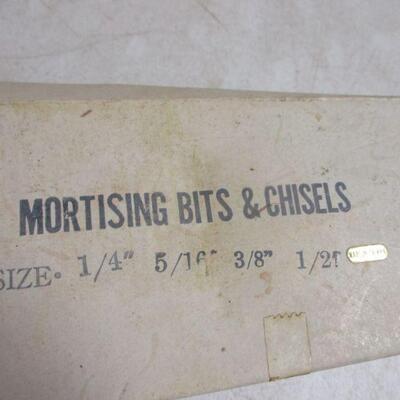 MORTISING BITS & CHISELS
SIZE• 1/4" 5/16" 3/8" 1/2"